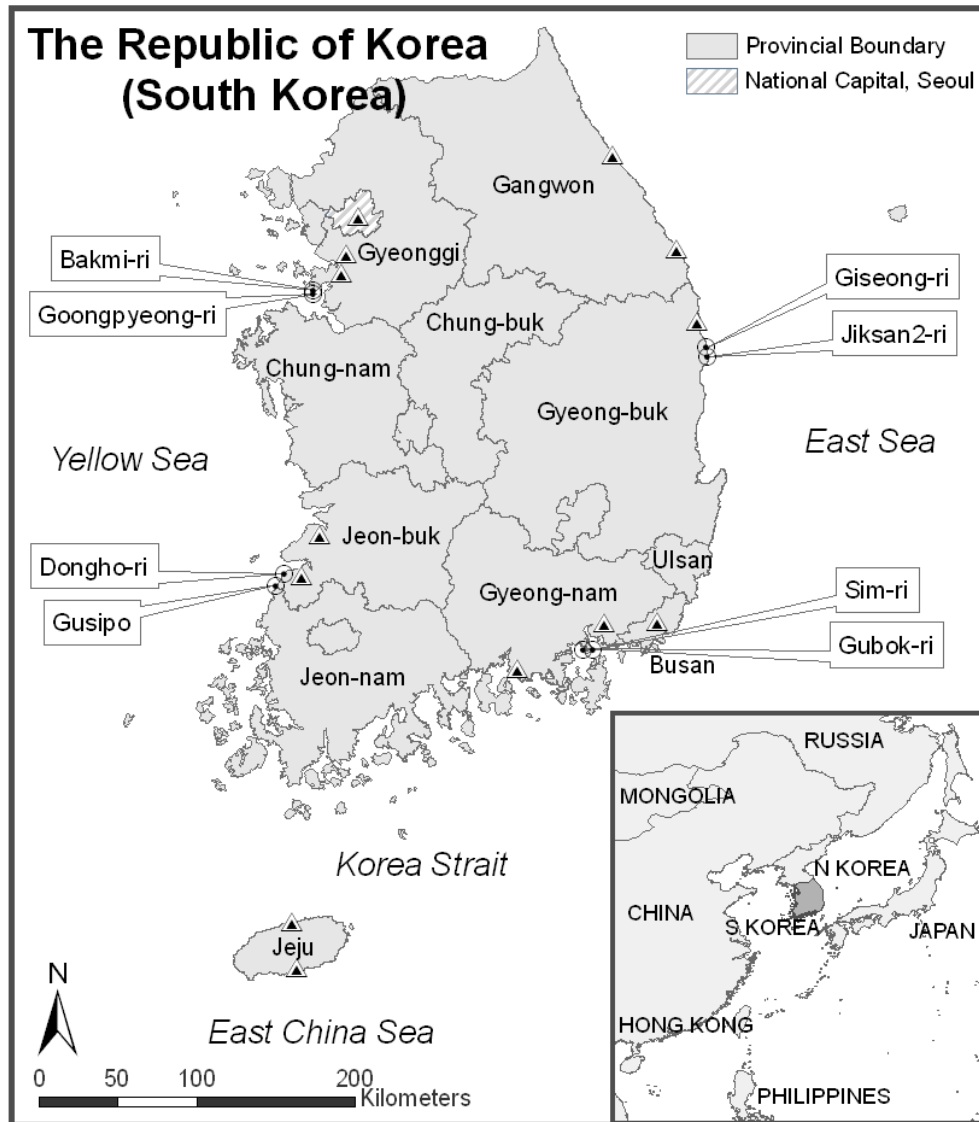 The Republic of Korea
(South Korea)
Provincial Boundary
National Capital, Seoul
Gangwon
Gyeonggi
Bakmi-ri
Goongpyeong-ri
Giseong-ri
Jiksan2-ri
Chung-buk
Chung-nam
Gyeong-buk
Yellow Sea
East Sea
Jeon-buk
Ulsan
Dongho-ri
Gusipo
Gyeong-nam
Sim-ri
Gubok-ri
Busan
Jeon-nam
Korea Strait
Jeju
East China Sea
N
0 50 100 200
Kilometers
RUSSIA
MONGOLIA
N KOREA
CHINA
S KOREA
JAPAN
HONG KONG
PHILIPPINES